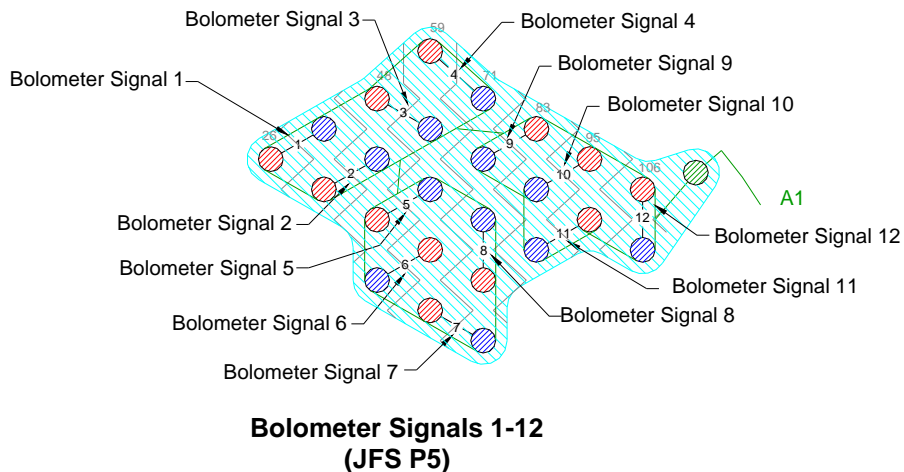 Bolometer Signal 3
59
Bolometer Signal 4
Bolometer Signal 1
48
4
71
Bolometer Signal 9
3
83
Bolometer Signal 10
26
1
9
95
2
10
106
A1
Bolometer Signal 2
5
12
Bolometer Signal 12
11
Bolometer Signal 5
6
8
Bolometer Signal 11
Bolometer Signal 6
7
Bolometer Signal 8
Bolometer Signal 7
Bolometer Signals 1-12
(JFS P5)